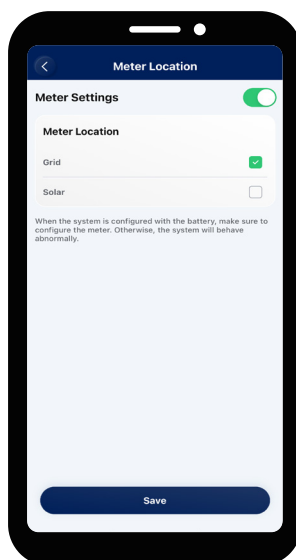 Meter Location
Meter Settings
Meter Location
Grid
Solar
When the system is configured with the battery, make sure to
configure the meter. Otherwise, the system will behave
abnormally.
Save